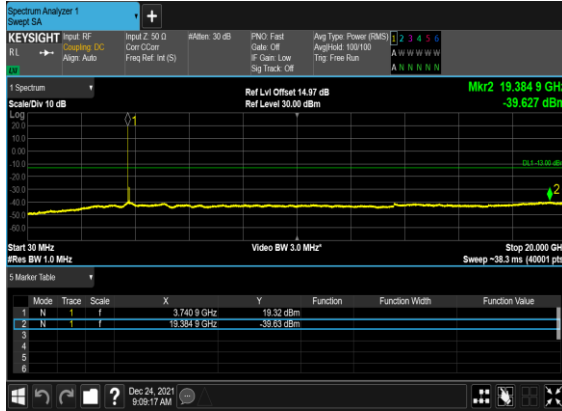 Spectrum Analyzer 1
Swept SA
+
KEYSIGHT Input: RF Input Z: 50 Ω #Atten: 30 dB PNO: Fast Avg Type: Power (RMS) 1 2 3 4 5 6
RL Coupling: DC Corr CCorr Gate: Off Avg|Hold: 100/100 A W W W W W
Align: Auto Freq Ref: Int (S) IF Gain: Low Trig: Free Run
Sig Track: Off A N N N N N
1 Spectrum Ref Lvl Offset 14.97 dB Mkr2 19.384 9 GHz
Scale/Div 10 dB Ref Level 30.00 dBm -39.627 dBm
Log
20.0
10.0
0.00
-10.0
DL1 -13.00 dBm
-20.0
-30.0
-40.0
-50.0
-60.0
1
2
Start 30 MHz Video BW 3.0 MHz* Stop 20.000 GH
#Res BW 1.0 MHz Sweep ~38.3 ms (40001 pts
5 Marker Table
Mode Trace Scale X Y Function Function Width Function Value
1 N 1 f 3.740 9 GHz 19.32 dBm
2 N 1 f 19.384 9 GHz -39.63 dBm
3
4
5
6
? Dec 24, 2021
9:09:17 AM